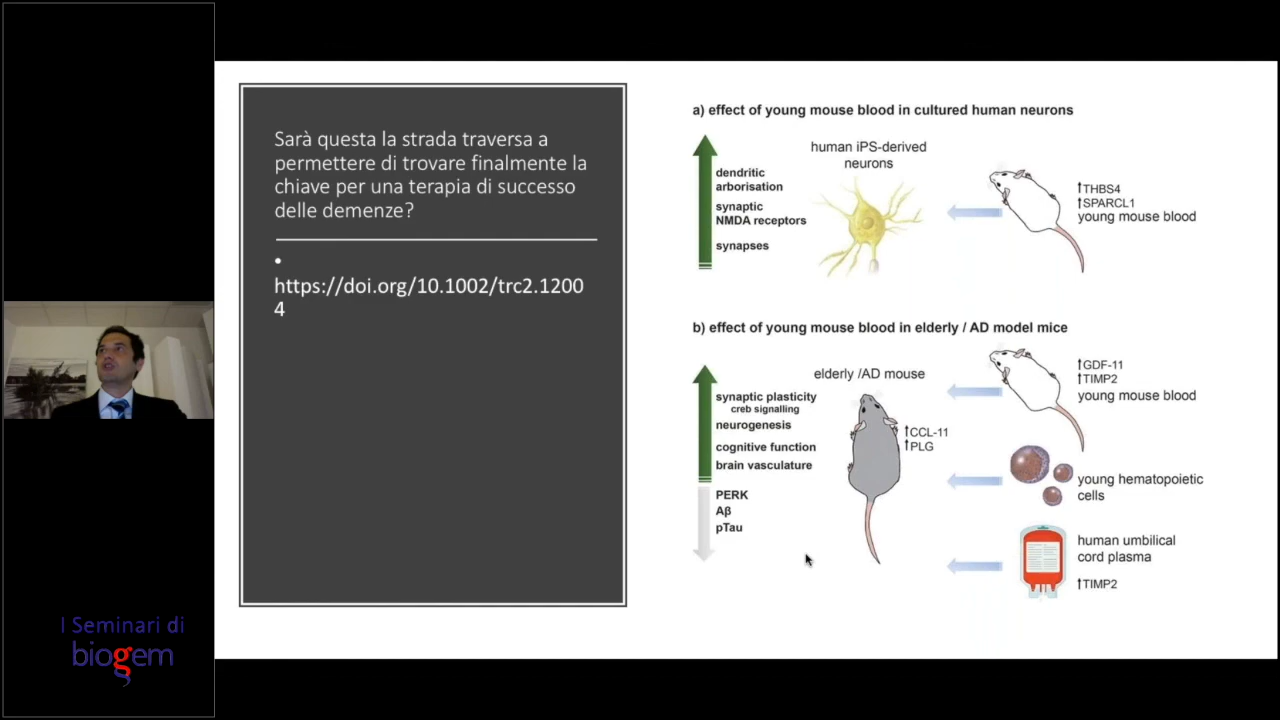 Sarà questa la strada traversa a
permettere di trovare finalmente la
chiave per una terapia di successo
delle demenze?
•
https://doi.org/10.1002/trc2.1200
4
a) effect of young mouse blood in cultured human neurons
dendritic
arborisation
synaptic
NMDA receptors
synapses
human iPS-derived
neurons
↑THBS4
↑SPARCL1
young mouse blood
b) effect of young mouse blood in elderly / AD model mice
synaptic plasticity
creb signalling
neurogenesis
cognitive function
brain vasculature
PERK
Aβ
pTau
elderly /AD mouse
↑CCL-11
↑PLG
↑GDF-11
↑TIMP2
young mouse blood
young hematopoietic
cells
human umbilical
cord plasma
↑TIMP2
I Seminari di
biogem